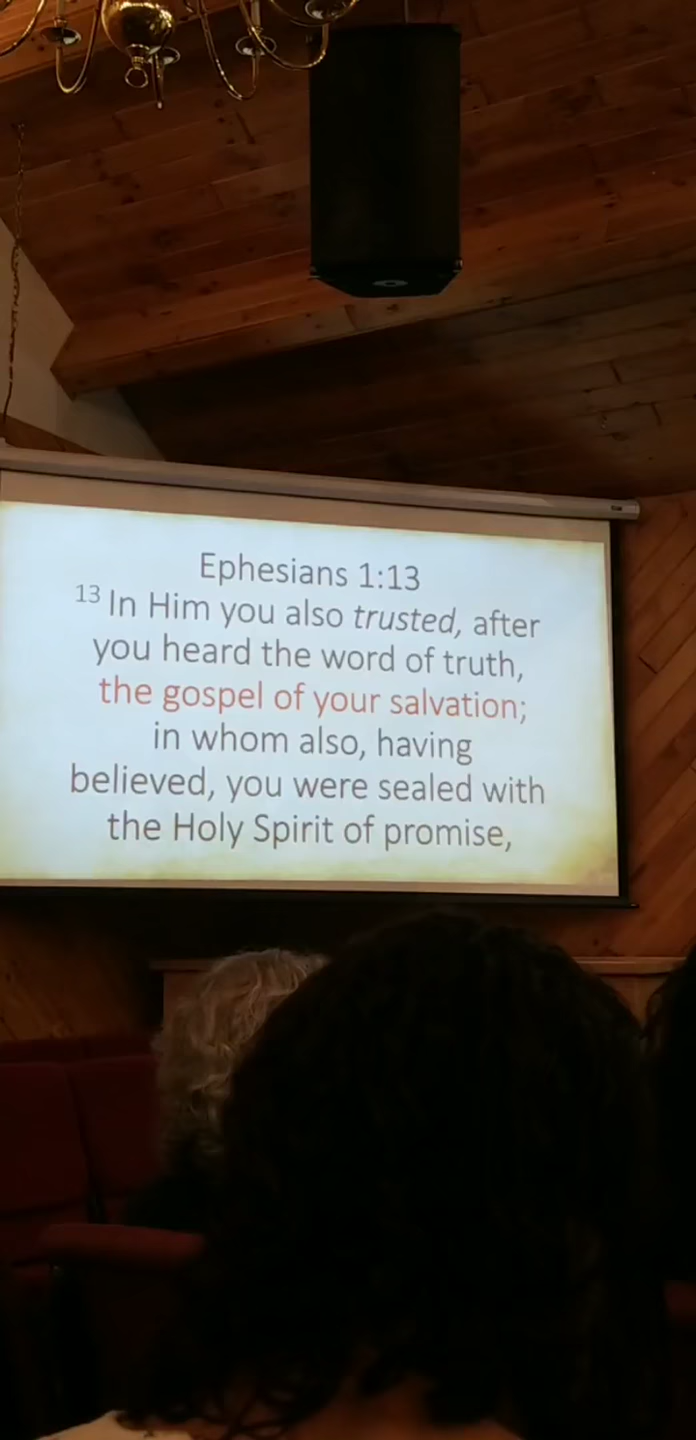 Ephesians 1:13
13 In Him you also trusted, after
you heard the word of truth,
the gospel of your salvation;
in whom also, having
believed, you were sealed with
the Holy Spirit of promise,